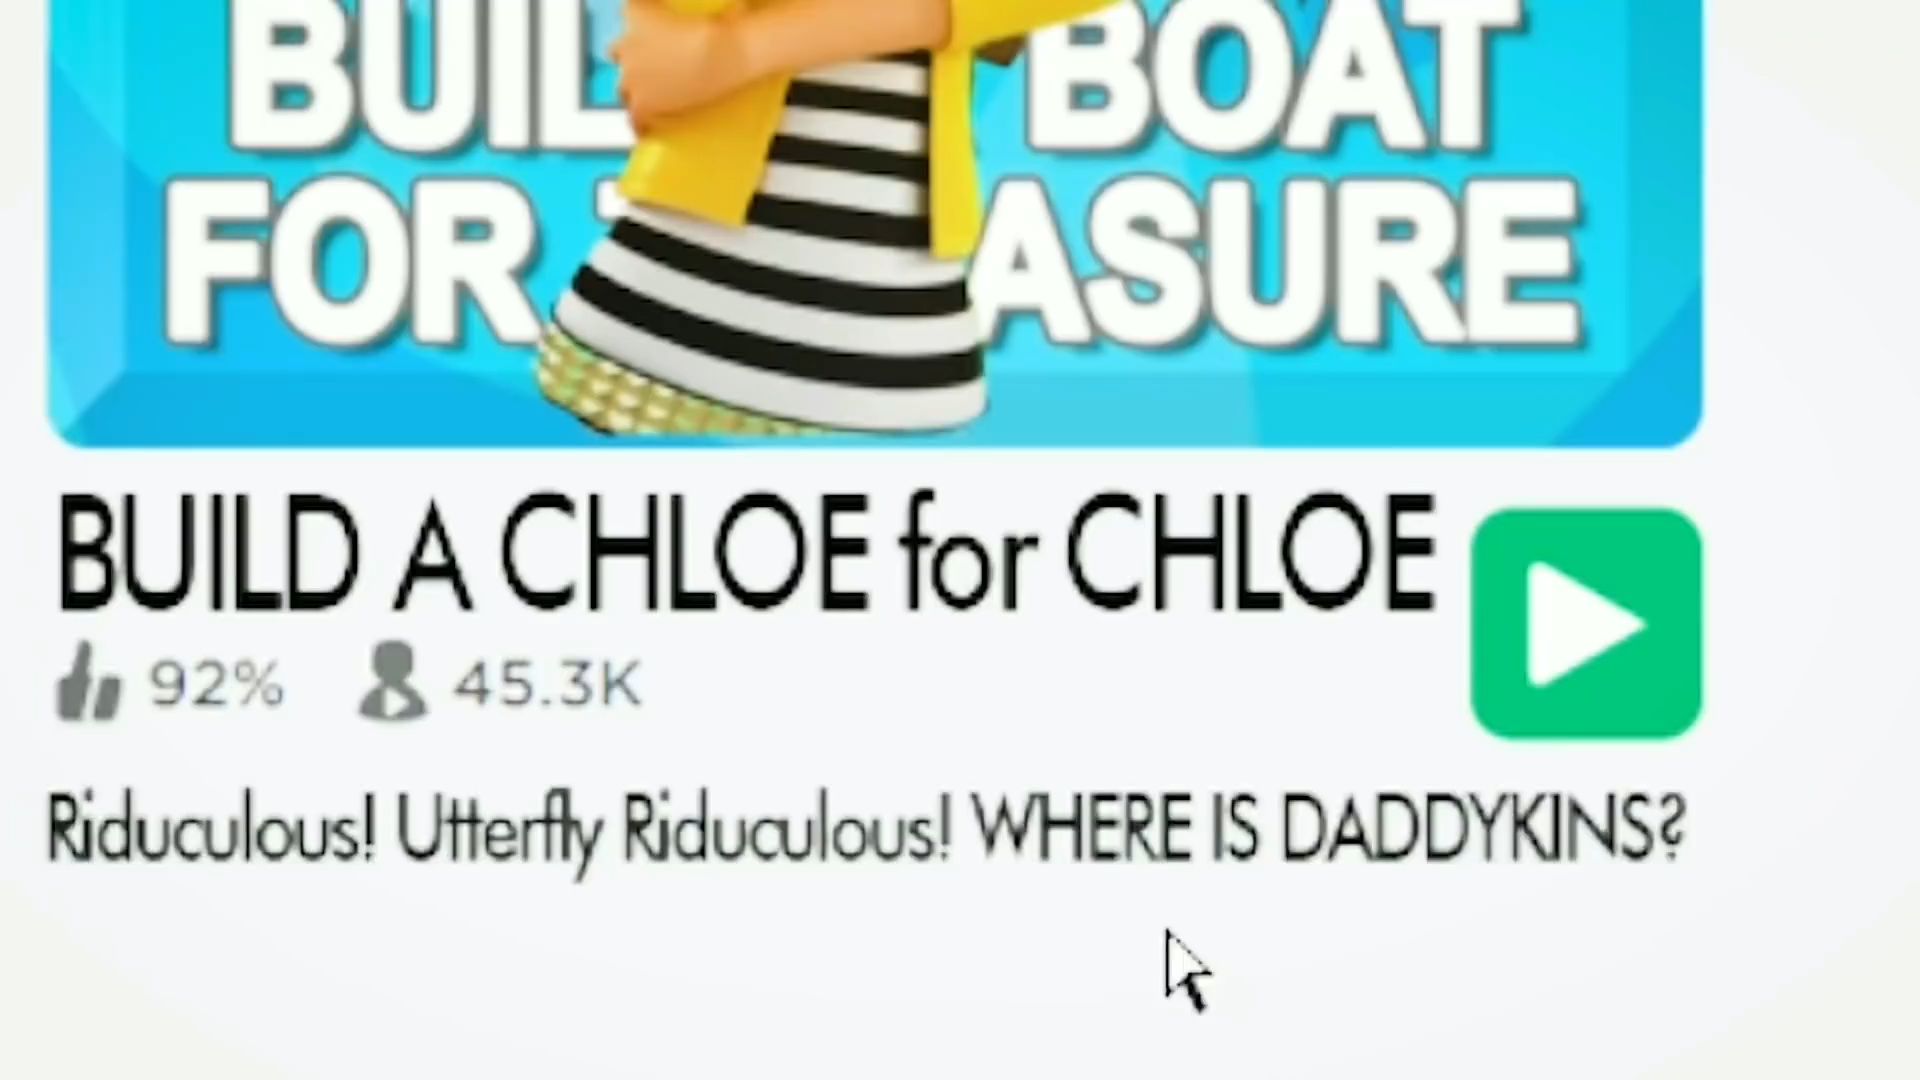 BUIL BOAT
FOR ASURE
BUILD A CHLOE for CHLOE
92% 45.3K
Riduculous! Utterfly Riduculous! WHERE IS DADDYKINS?